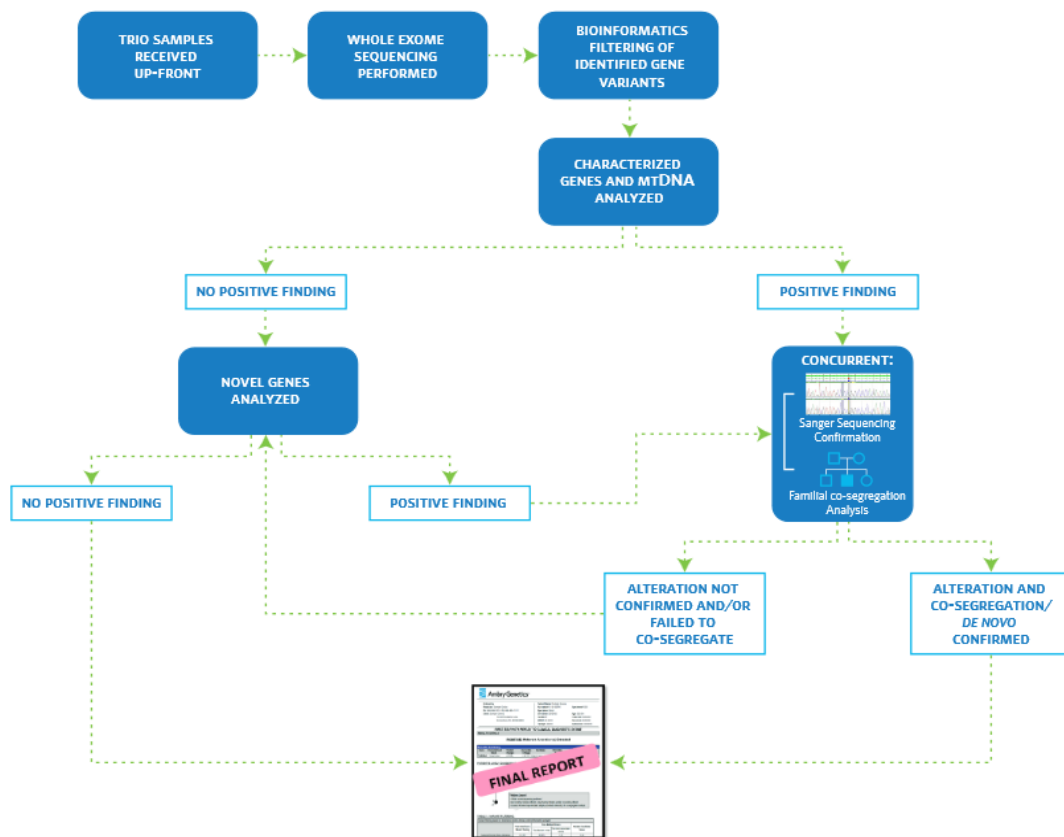 TRIO SAMPLES
RECEIVED
UP-FRONT
WHOLE EXOME
SEQUENCING
PERFORMED
BIOINFORMATICS
FILTERING OF
IDENTIFIED GENE
VARIANTS
CHARACTERIZED
GENES AND MTDNA
ANALYZED
NO POSITIVE FINDING
POSITIVE FINDING
NOVEL GENES
ANALYZED
CONCURRENT:
Sanger Sequencing
Confirmation
Familial co-segregation
Analysis
NO POSITIVE FINDING
POSITIVE FINDING
ALTERATION NOT
CONFIRMED AND/OR
FAILED TO
CO-SEGREGATE
ALTERATION AND
CO-SEGREGATION/
DE NOVO
CONFIRMED
Ambry Genetics
FINAL REPORT